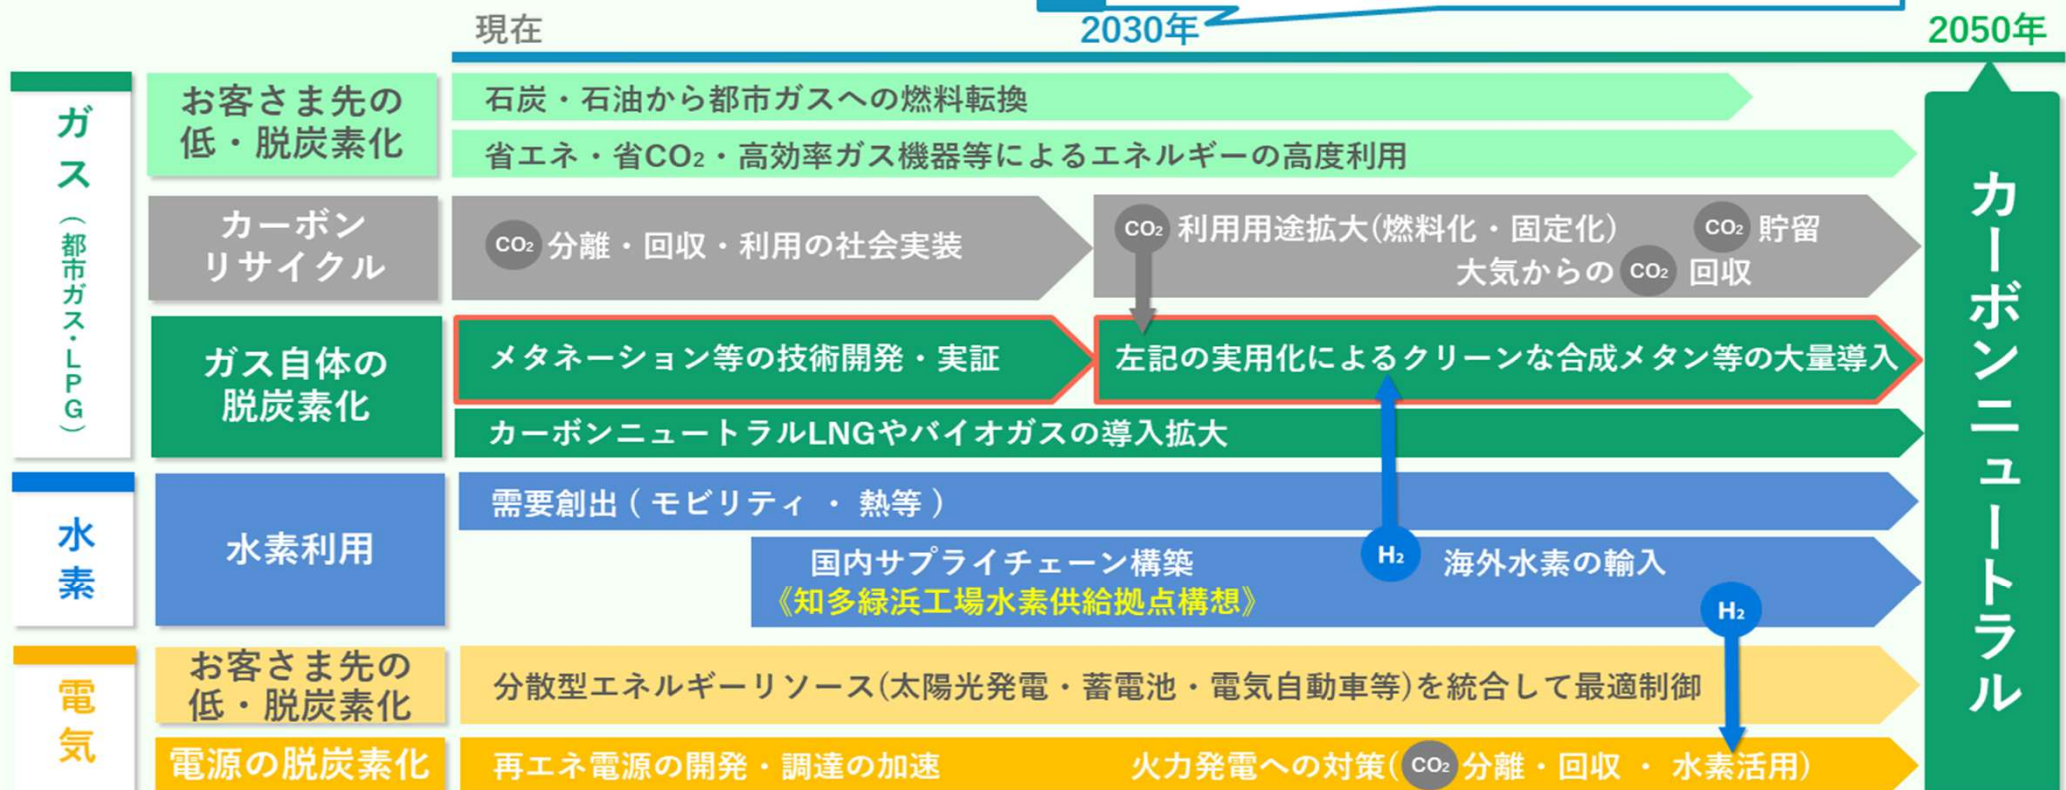 現在
2030年
2050年
ガス
（都市ガス・LPG）
お客さま先の
低・脱炭素化
石炭・石油から都市ガスへの燃料転換
省エネ・省CO₂・高効率ガス機器等によるエネルギーの高度利用
カーボン
リサイクル
CO₂ 分離・回収・利用の社会実装
CO₂ 利用用途拡大(燃料化・固定化) CO₂ 貯留
大気からの CO₂ 回収
ガス自体の
脱炭素化
メタネーション等の技術開発・実証
左記の実用化によるクリーンな合成メタン等の大量導入
カーボンニュートラルLNGやバイオガスの導入拡大
水素
水素利用
需要創出 ( モビリティ ・ 熱等 )
国内サプライチェーン構築 H₂ 海外水素の輸入
《知多緑浜工場水素供給拠点構想》
H₂
電気
お客さま先の
低・脱炭素化
分散型エネルギーリソース(太陽光発電・蓄電池・電気自動車等)を統合して最適制御
電源の脱炭素化
再エネ電源の開発・調達の加速 火力発電への対策( CO₂ 分離・回収 ・ 水素活用)
カーボンニュートラル